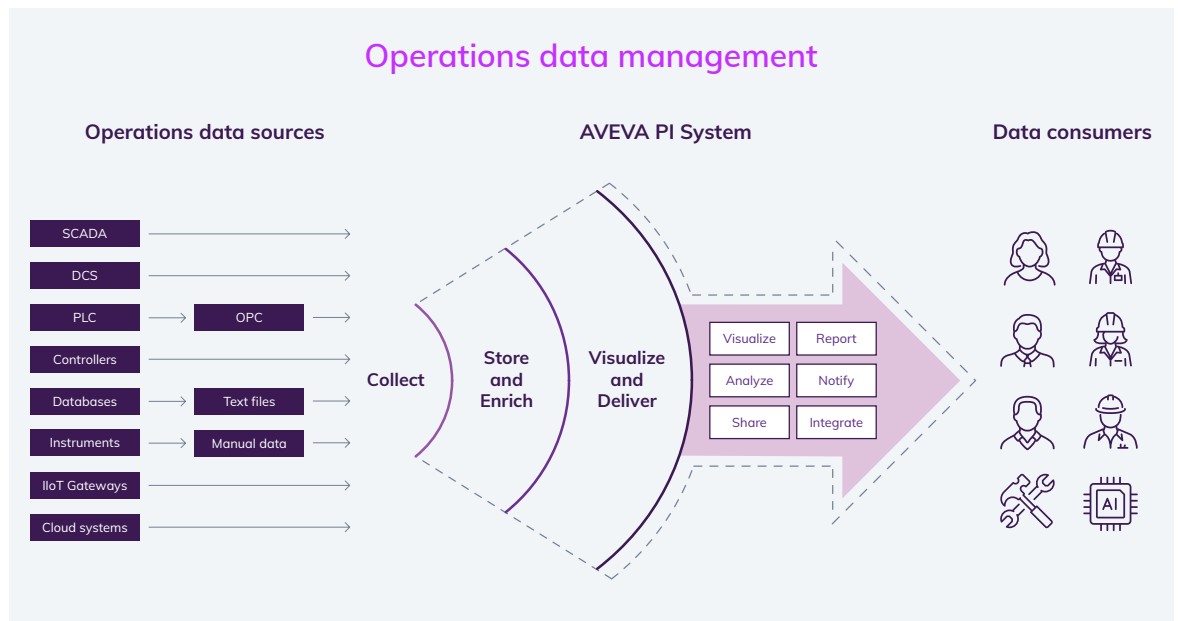 Operations data management
Operations data sources
AVEVA PI System
Data consumers
SCADA
DCS
PLC
OPC
Controllers
Databases
Text files
Instruments
Manual data
IIoT Gateways
Cloud systems
Collect
Store
and
Enrich
Visualize
and
Deliver
Visualize
Report
Analyze
Notify
Share
Integrate
AI